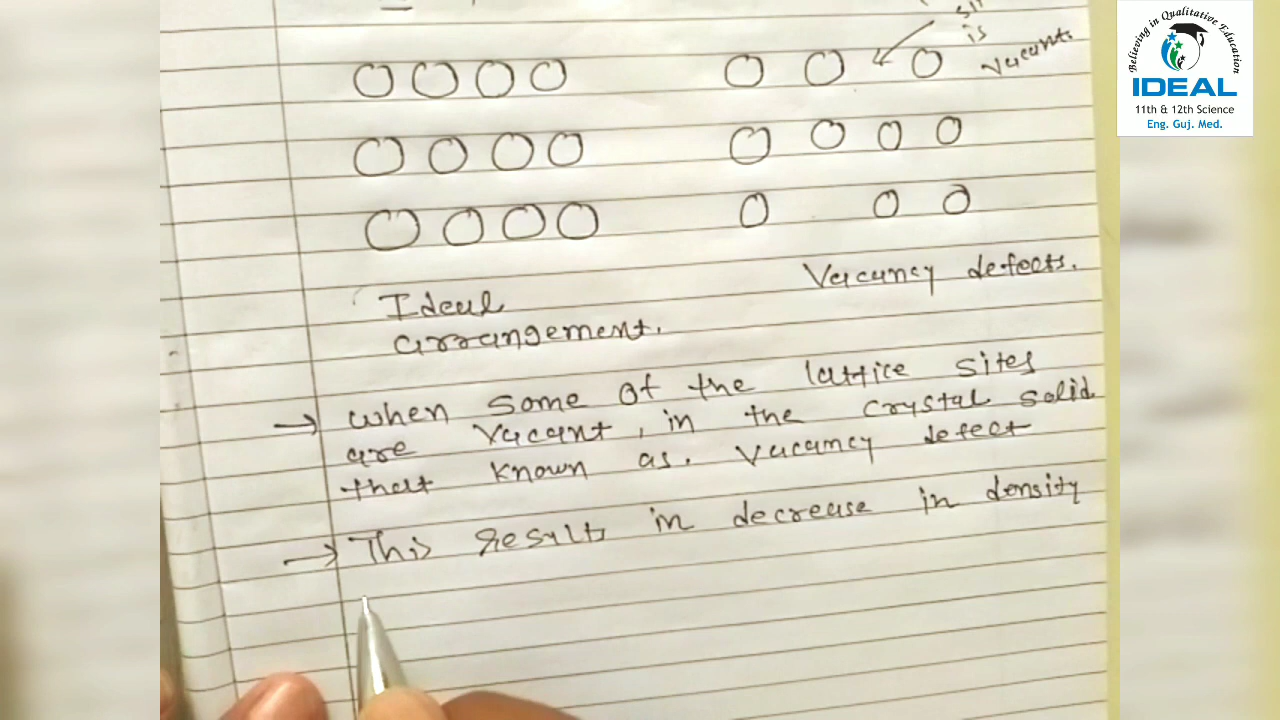 is
vacant.
Ideal
arrangement.
Vacancy defects.
→ When some of the lattice sites
are vacant, in the crystal solid
that known as. Vacancy defect
→ This results in decrease in density
Believing in Qualitative Education
IDEAL
11th & 12th Science
Eng. Guj. Med.